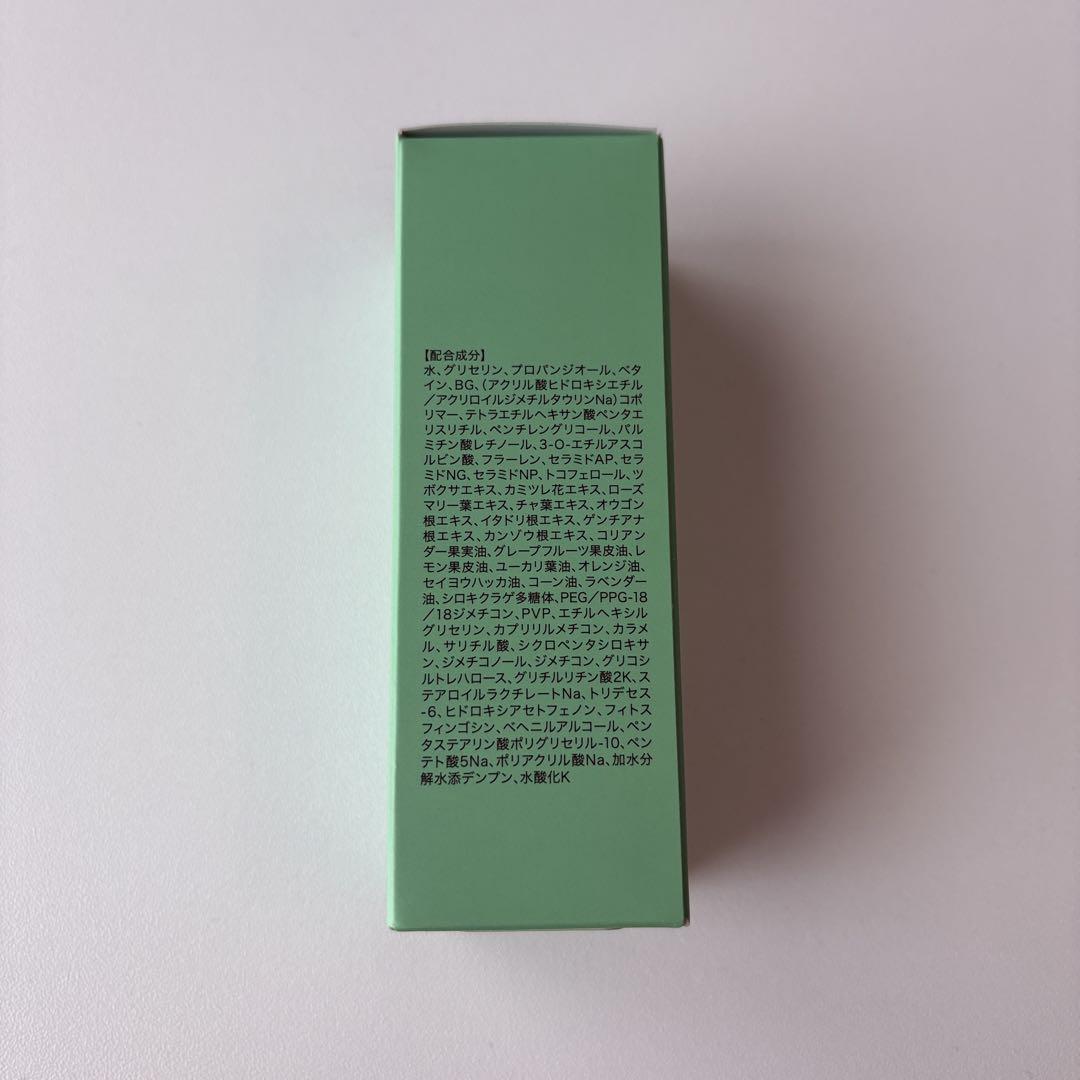 【配合成分】
水、グリセリン、プロパンジオール、ベタ
イン、BG、(アクリル酸ヒドロキシエチル
/アクリロイルジメチルタウリンNa)コポ
リマー、テトラエチルヘキサン酸ペンタエ
リスリチル、ペンチレングリコール、パル
ミチン酸レチノール、3-O-エチルアスコ
ルビン酸、フラーレン、セラミドAP、セラ
ミドNG、セラミドNP、トコフェロール、ツ
ボクサエキス、カミツレ花エキス、ローズ
マリー葉エキス、チャ葉エキス、オウゴン
根エキス、イタドリ根エキス、ゲンチアナ
根エキス、カンゾウ根エキス、コリアン
ダー果実油、グレープフルーツ果皮油、レ
モン果皮油、ユーカリ葉油、オレンジ油、
セイヨウハッカ油、コーン油、ラベンダー
油、シロキクラゲ多糖体、PEG/PPG-18
/18ジメチコン、PVP、エチルヘキシル
グリセリン、カプリリルメチコン、カラメ
ル、サリチル酸、シクロペンタシロキサ
ン、ジメチコノール、ジメチコン、グリコシ
ルトレハロース、グリチルリチン酸2K、ス
テアロイルラクチレートNa、トリデセス
-6、ヒドロキシアセトフェノン、フィトス
フィンゴシン、ベヘニルアルコール、ペン
タステアリン酸ポリグリセリル-10、ペン
テト酸5Na、ポリアクリル酸Na、加水分
解水添デンプン、水酸化K